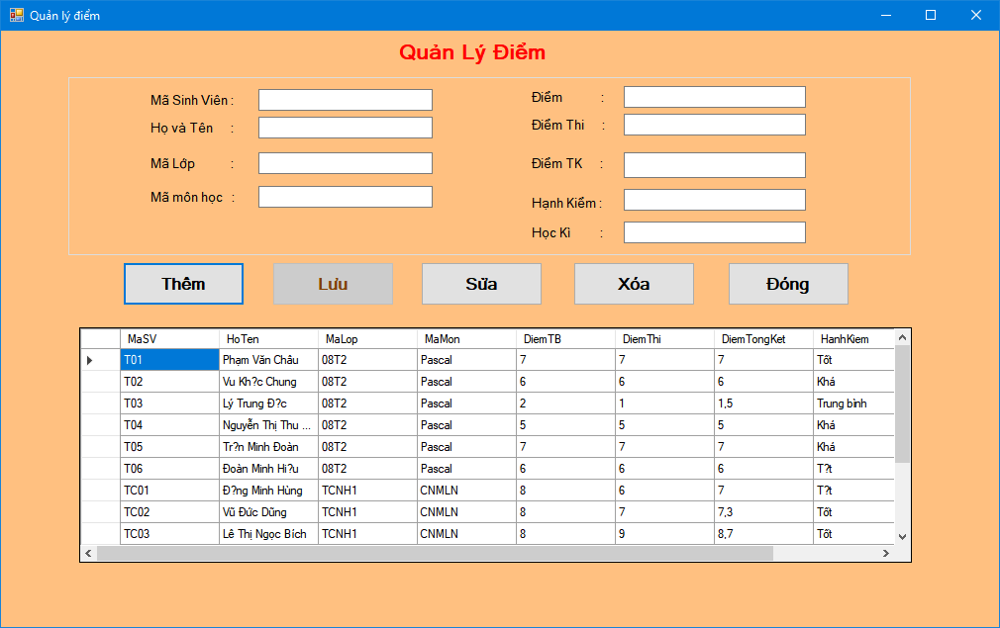 Quản lý điểm
Quản Lý Điểm
Mã Sinh Viên :
Họ và Tên :
Mã Lớp :
Mã môn học :
Điểm :
Điểm Thi :
Điểm TK :
Hạnh Kiểm :
Học Kì :
Thêm Lưu Sửa Xóa Đóng
MaSV HoTen MaLop MaMon DiemTB DiemThi DiemTongKet HanhKiem
T01 Phạm Văn Châu 08T2 Pascal 7 7 7 Tốt
T02 Vu Kh?c Chung 08T2 Pascal 6 6 6 Khá
T03 Lý Trung Đ?c 08T2 Pascal 2 1 1,5 Trung bình
T04 Nguyễn Thị Thu ... 08T2 Pascal 5 5 5 Khá
T05 Tr?n Minh Đoàn 08T2 Pascal 7 7 7 Khá
T06 Đoàn Minh Hi?u 08T2 Pascal 6 6 6 T?t
TC01 Đ?ng Minh Hùng TCNH1 CNMLN 8 6 7 T?t
TC02 Vũ Đức Dũng TCNH1 CNMLN 8 7 7,3 Tốt
TC03 Lê Thị Ngọc Bích TCNH1 CNMLN 8 9 8,7 Tốt